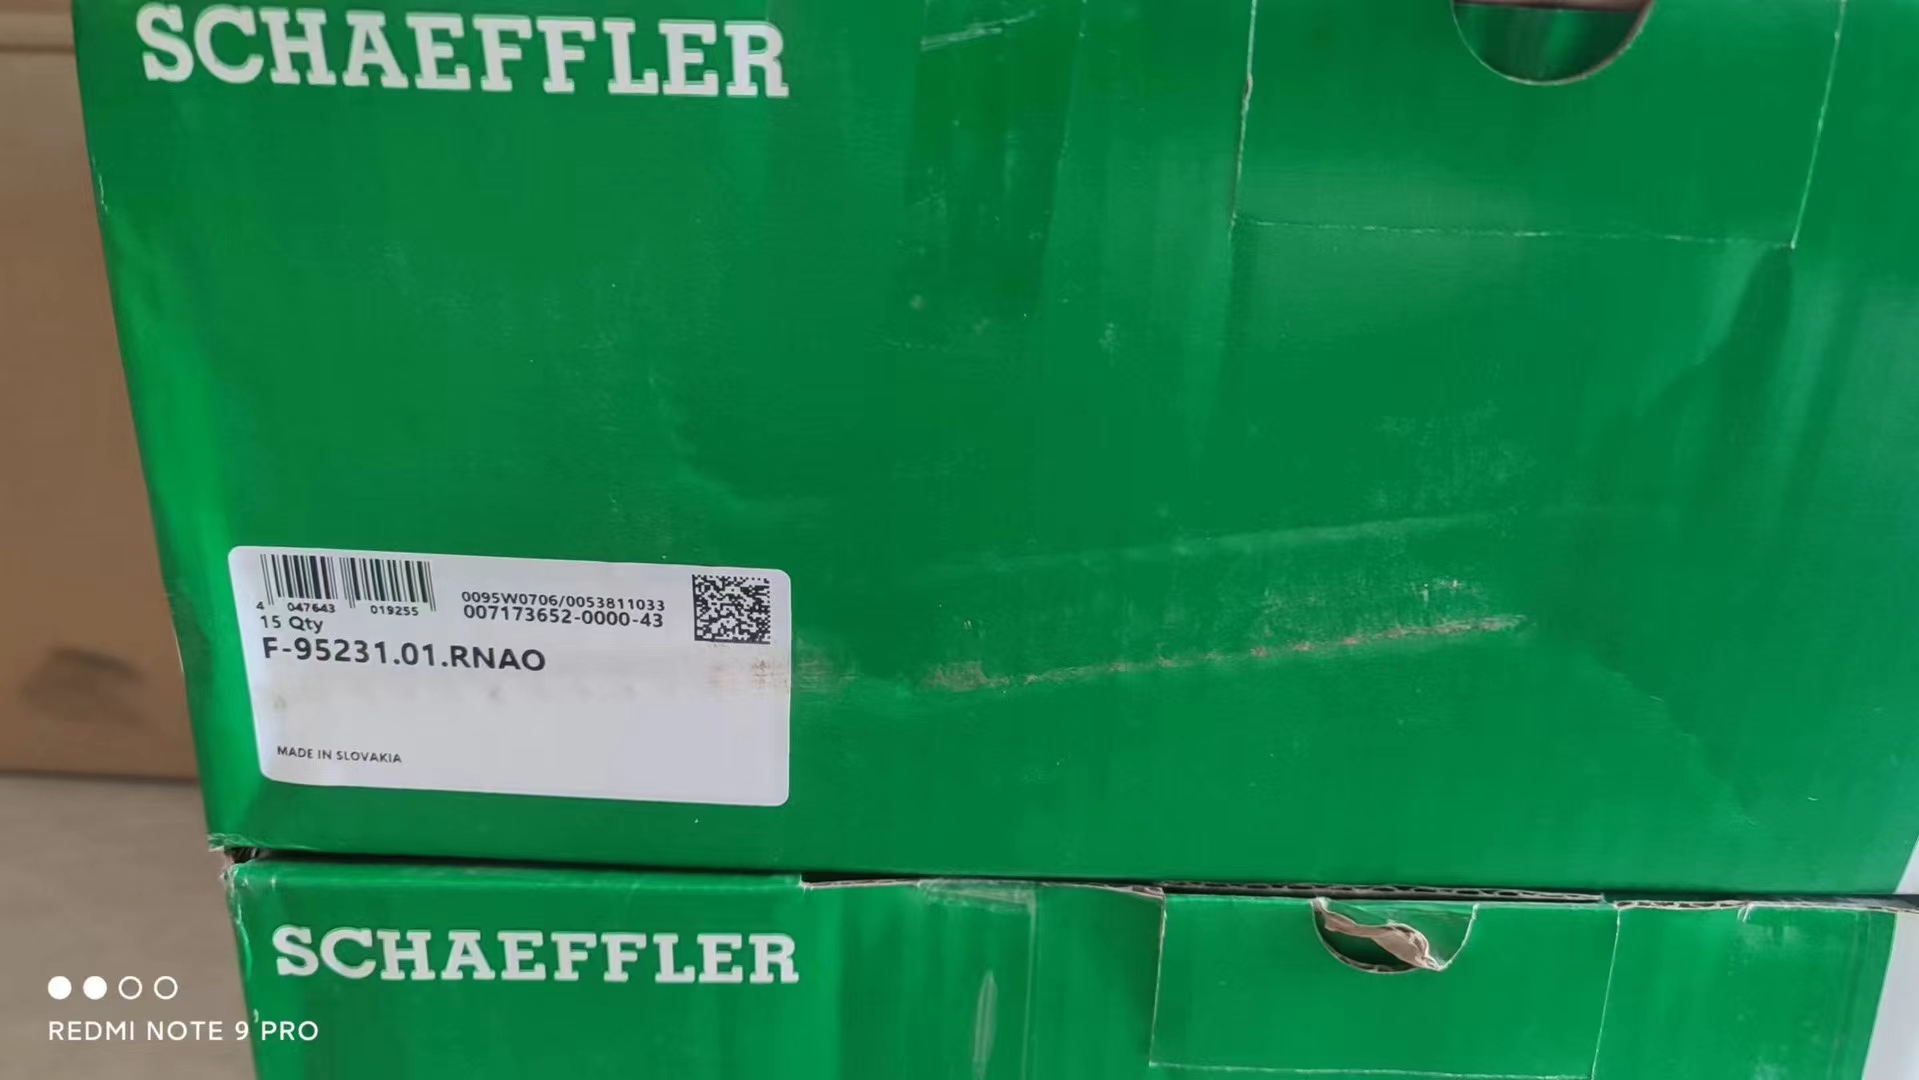 SCHAEFFLER
4 047643 019255
0095W0706/0053811033
007173652-0000-43
15 Qty
F-95231.01.RNAO
MADE IN SLOVAKIA
SCHAEFFLER
REDMI NOTE 9 PRO